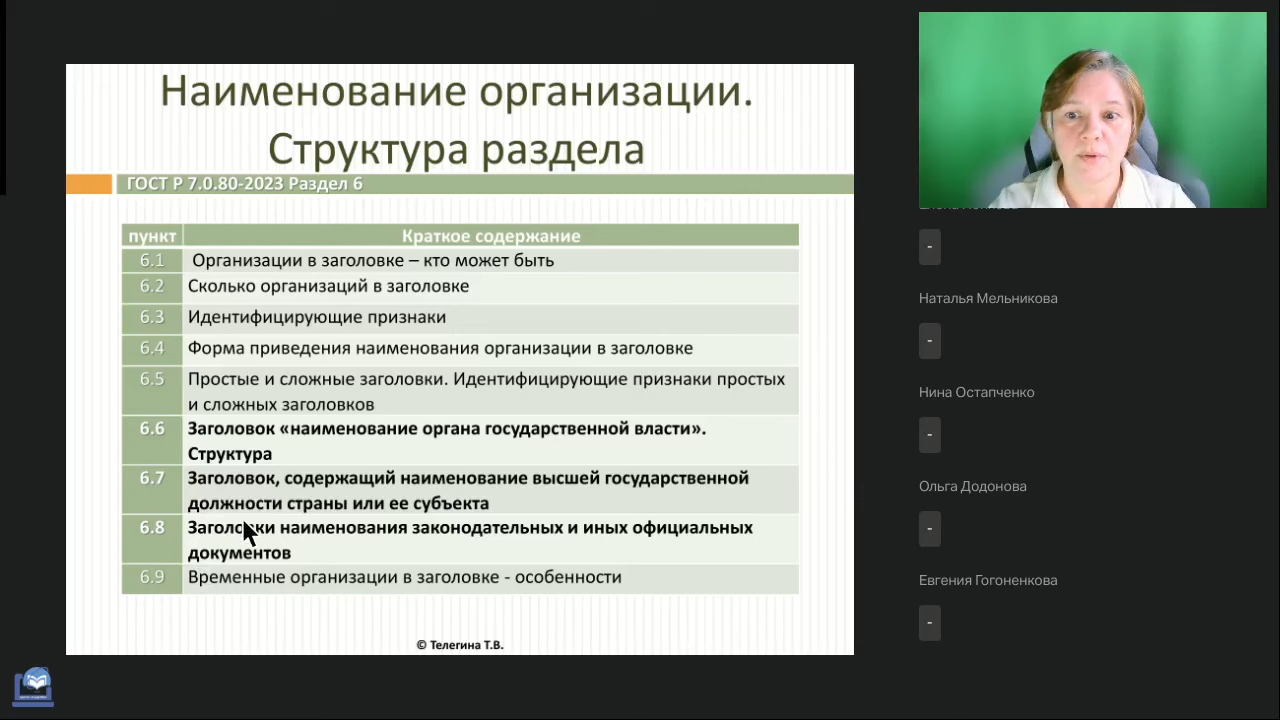 Наименование организации.
Структура раздела
ГОСТ Р 7.0.80-2023 Раздел 6
пункт Краткое содержание
6.1 Организации в заголовке – кто может быть
6.2 Сколько организаций в заголовке
6.3 Идентифицирующие признаки
6.4 Форма приведения наименования организации в заголовке
6.5 Простые и сложные заголовки. Идентифицирующие признаки простых
и сложных заголовков
6.6 Заголовок «наименование органа государственной власти».
Структура
6.7 Заголовок, содержащий наименование высшей государственной
должности страны или ее субъекта
6.8 Заголовки наименования законодательных и иных официальных
документов
6.9 Временные организации в заголовке - особенности
© Телегина Т.В.
-
Наталья Мельникова
-
Нина Остапченко
-
Ольга Додонова
-
Евгения Гогоненкова
-